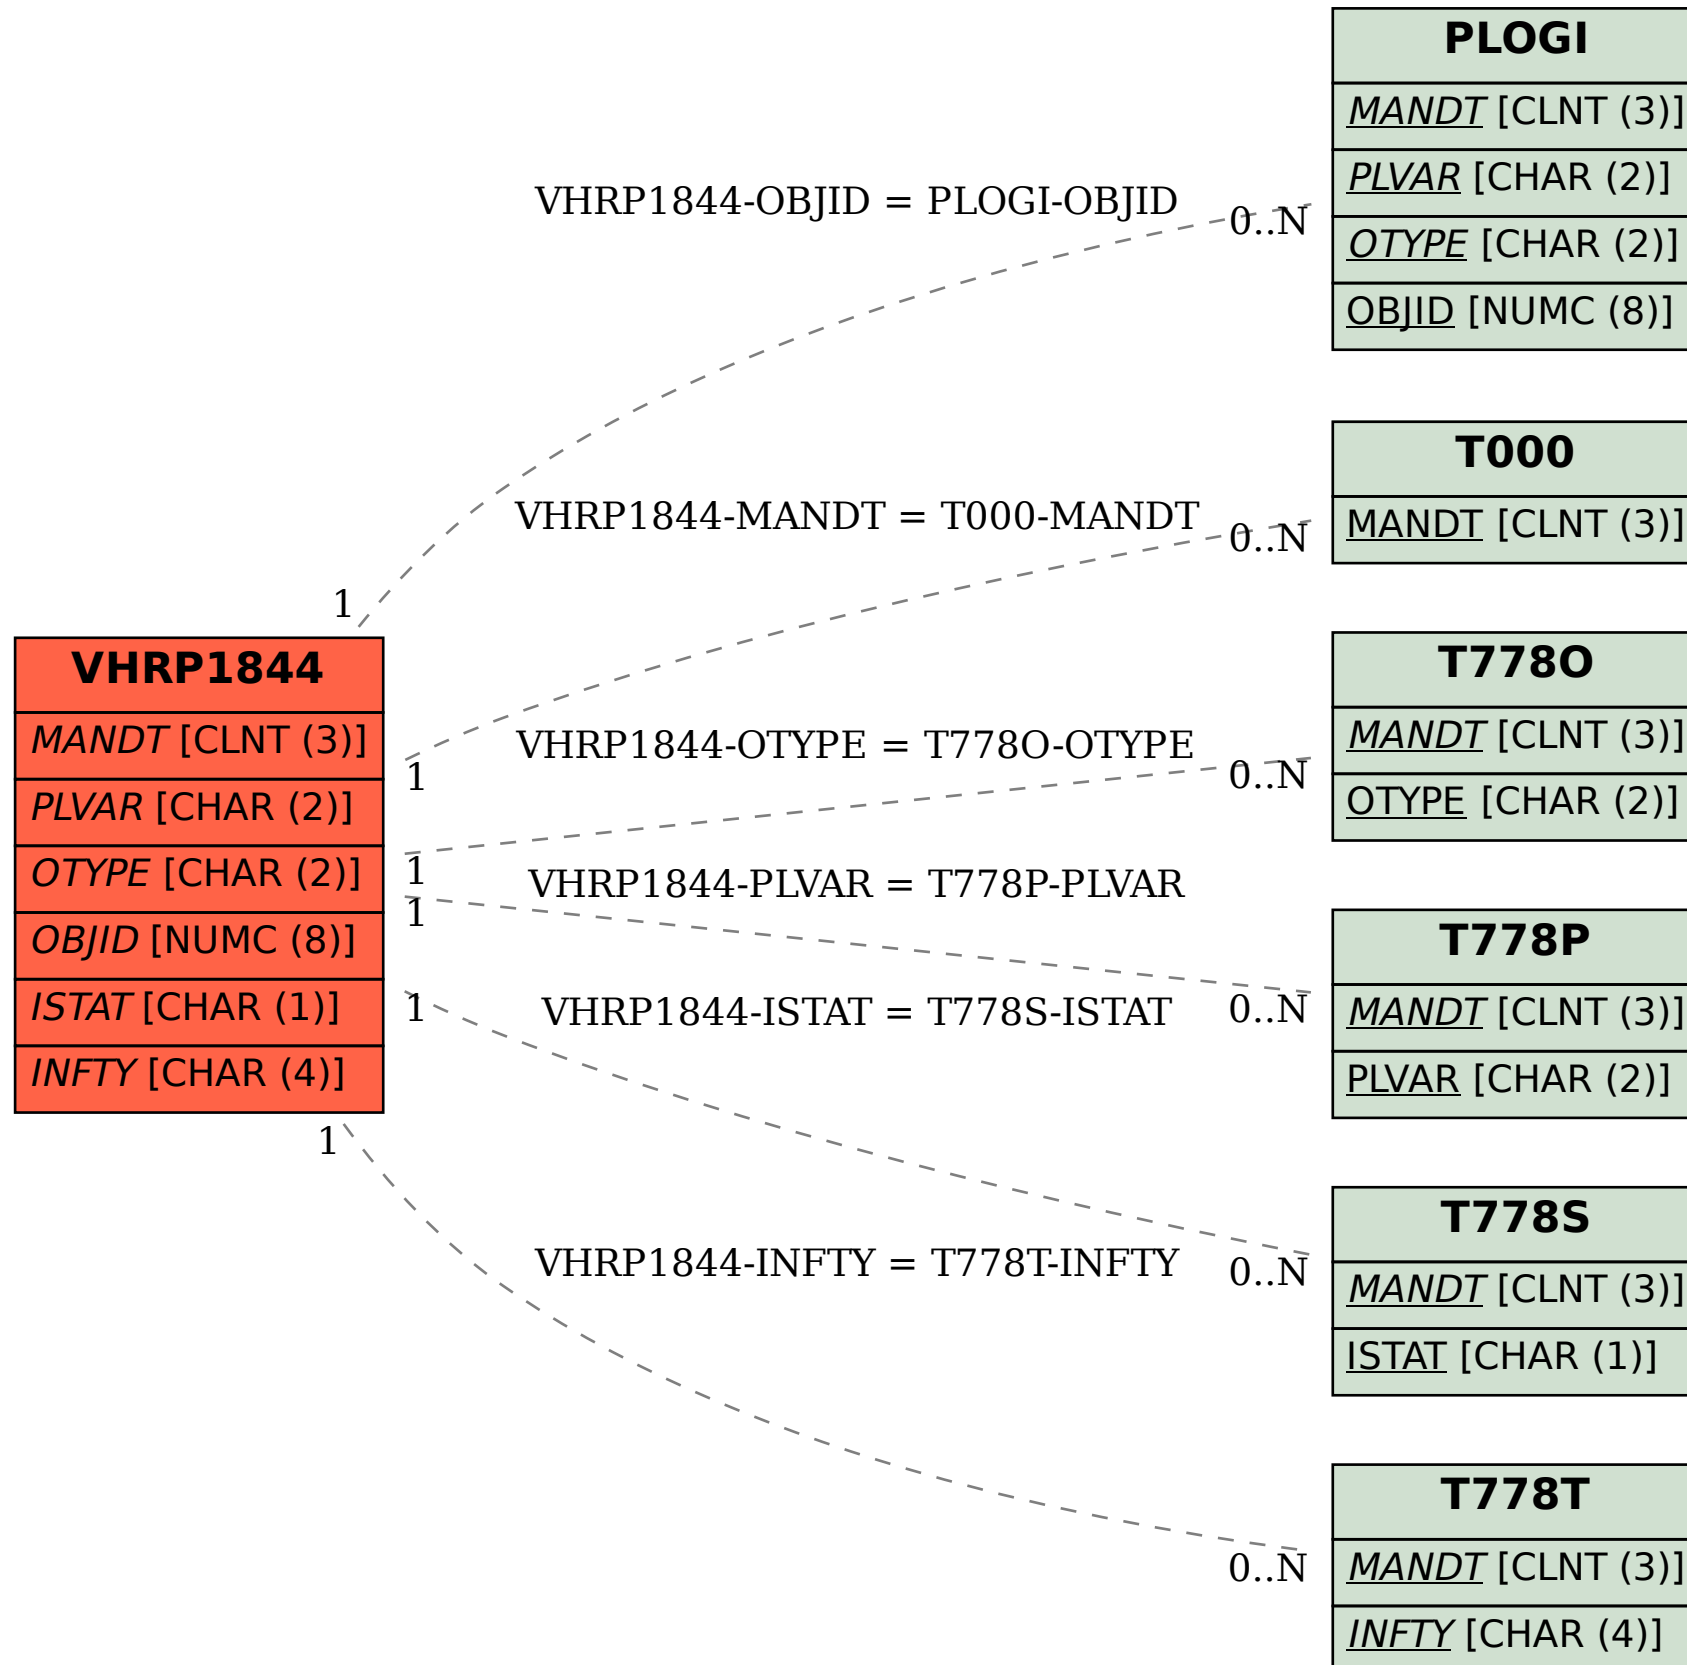 PLOGI
MANDT [CLNT (3)]
PLVAR [CHAR (2)]
OTYPE [CHAR (2)]
OBJID [NUMC (8)]
VHRP1844-OBJID = PLOGI-OBJID
0..N
1
T000
MANDT [CLNT (3)]
VHRP1844-MANDT = T000-MANDT
0..N
1
VHRP1844
MANDT [CLNT (3)]
PLVAR [CHAR (2)]
OTYPE [CHAR (2)]
OBJID [NUMC (8)]
ISTAT [CHAR (1)]
INFTY [CHAR (4)]
T778O
MANDT [CLNT (3)]
OTYPE [CHAR (2)]
VHRP1844-OTYPE = T778O-OTYPE
0..N
1
VHRP1844-PLVAR = T778P-PLVAR
1
0..N
T778P
MANDT [CLNT (3)]
PLVAR [CHAR (2)]
VHRP1844-ISTAT = T778S-ISTAT
1
0..N
T778S
MANDT [CLNT (3)]
ISTAT [CHAR (1)]
VHRP1844-INFTY = T778T-INFTY
1
0..N
T778T
MANDT [CLNT (3)]
INFTY [CHAR (4)]